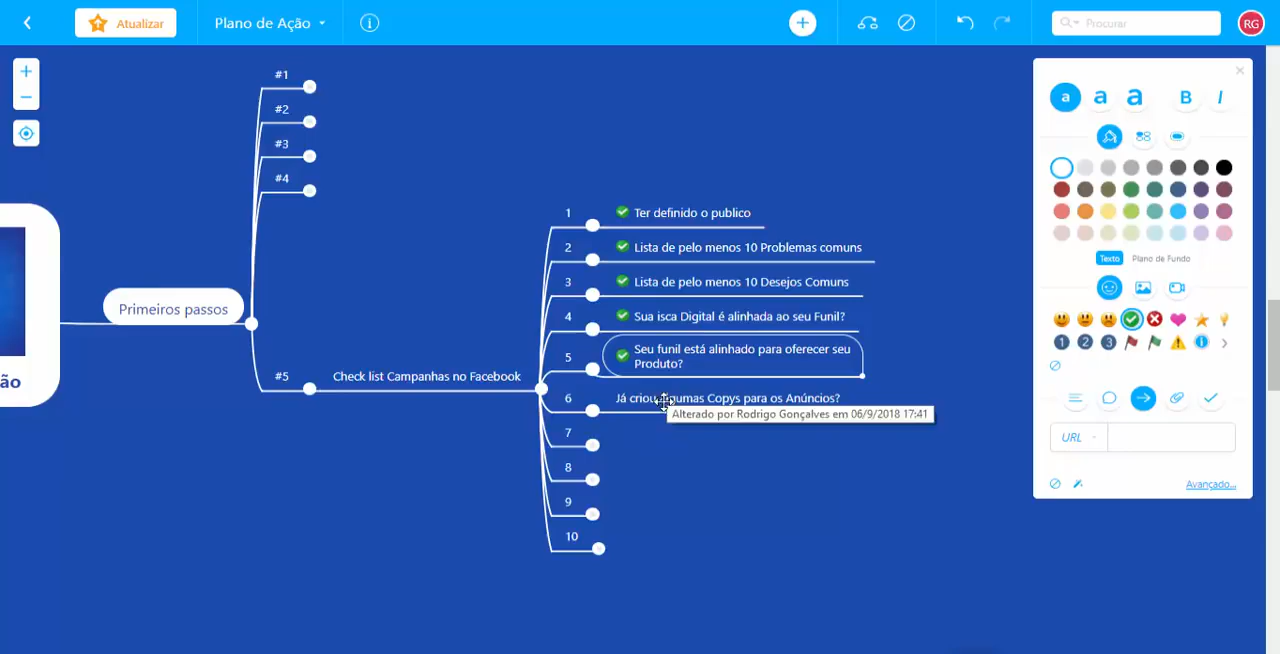 Atualizar
Plano de Ação
Procurar
RG
#1
#2
#3
#4
Primeiros passos
ão
#5
Check list Campanhas no Facebook
1
Ter definido o publico
2
Lista de pelo menos 10 Problemas comuns
3
Lista de pelo menos 10 Desejos Comuns
4
Sua isca Digital é alinhada ao seu Funil?
5
Seu funil está alinhado para oferecer seu
Produto?
6
Já criou algumas Copys para os Anúncios?
Alterado por Rodrigo Gonçalves em 06/9/2018 17:41
7
8
9
10
a a a B I
Texto
Plano de Fundo
1 2 3
URL
Avançado...